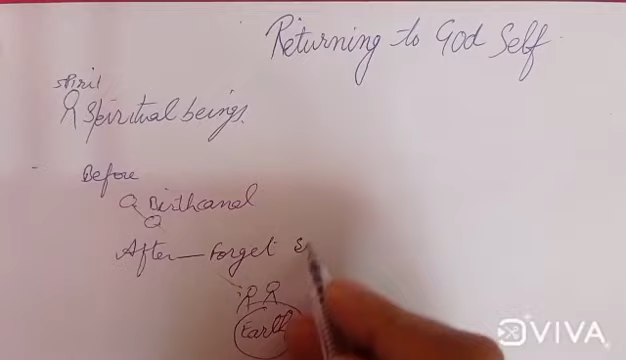 Returning to God Self
spirit
Spiritual beings.
Before
Birthcanal
After — Forget S
Earth
VIVA